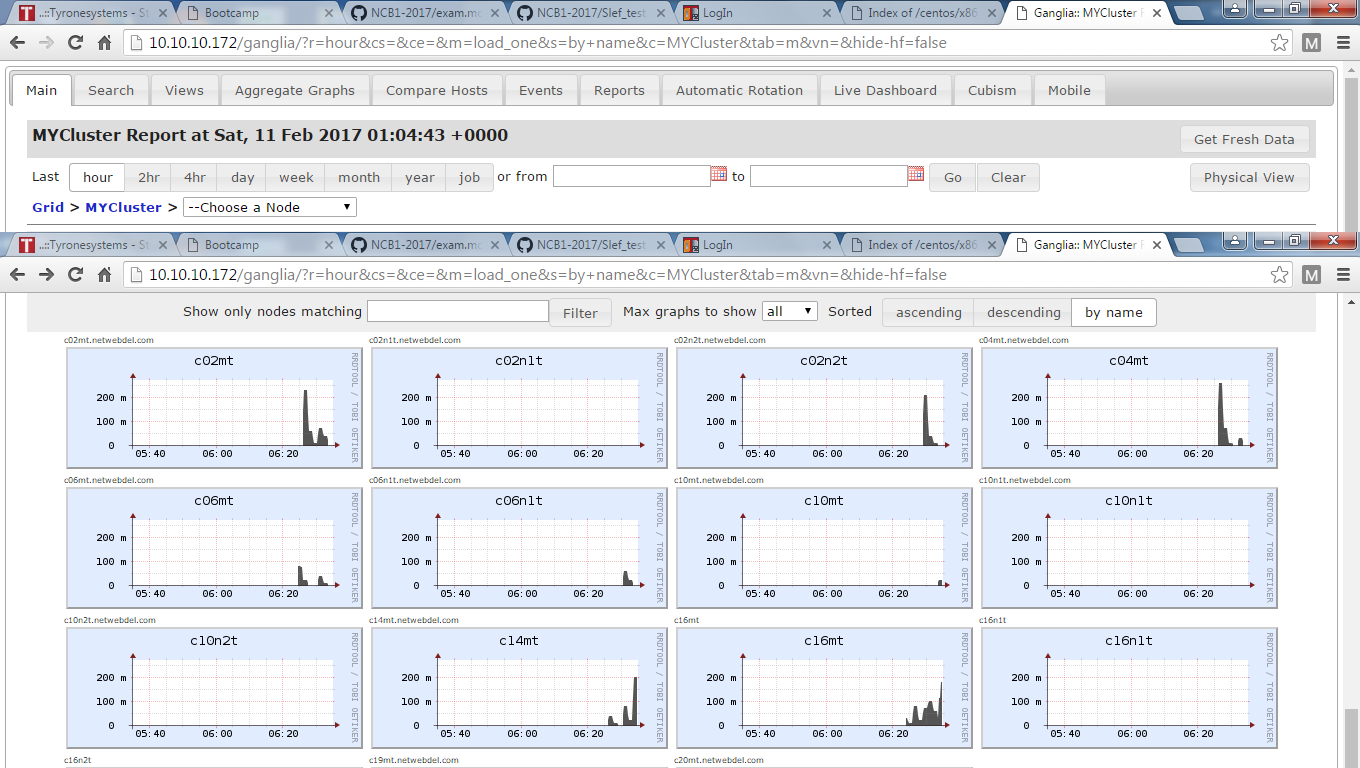 ..::Tyronesystems - St
Bootcamp
NCB1-2017/exam.me
NCB1-2017/Slef_test
LogIn
Index of /centos/x86
Ganglia:: MYCluster R
10.10.10.172/ganglia/?r=hour&cs=&ce=&m=load_one&s=by+name&c=MYCluster&tab=m&vn=&hide-hf=false
M
Main
Search
Views
Aggregate Graphs
Compare Hosts
Events
Reports
Automatic Rotation
Live Dashboard
Cubism
Mobile
MYCluster Report at Sat, 11 Feb 2017 01:04:43 +0000
Get Fresh Data
Last hour 2hr 4hr day week month year job or from to Go Clear
Physical View
Grid > MYCluster > --Choose a Node
..::Tyronesystems - St
Bootcamp
NCB1-2017/exam.me
NCB1-2017/Slef_test
LogIn
Index of /centos/x86
Ganglia:: MYCluster R
10.10.10.172/ganglia/?r=hour&cs=&ce=&m=load_one&s=by+name&c=MYCluster&tab=m&vn=&hide-hf=false
M
Show only nodes matching Filter Max graphs to show all Sorted ascending descending by name
c02mt.netwebdel.com
c02mt
200 m
100 m
0
05:40 06:00 06:20
RRDTOOL / TOBI OETIKER
c02n1t.netwebdel.com
c02n1t
200 m
100 m
0
05:40 06:00 06:20
RRDTOOL / TOBI OETIKER
c02n2t.netwebdel.com
c02n2t
200 m
100 m
0
05:40 06:00 06:20
RRDTOOL / TOBI OETIKER
c04mt.netwebdel.com
c04mt
200 m
100 m
0
05:40 06:00 06:20
RRDTOOL / TOBI OETIKER
c06mt.netwebdel.com
c06mt
200 m
100 m
0
05:40 06:00 06:20
RRDTOOL / TOBI OETIKER
c06n1t.netwebdel.com
c06n1t
200 m
100 m
0
05:40 06:00 06:20
RRDTOOL / TOBI OETIKER
c10mt.netwebdel.com
c10mt
200 m
100 m
0
05:40 06:00 06:20
RRDTOOL / TOBI OETIKER
c10n1t.netwebdel.com
c10n1t
200 m
100 m
0
05:40 06:00 06:20
RRDTOOL / TOBI OETIKER
c10n2t.netwebdel.com
c10n2t
200 m
100 m
0
05:40 06:00 06:20
RRDTOOL / TOBI OETIKER
c14mt.netwebdel.com
c14mt
200 m
100 m
0
05:40 06:00 06:20
RRDTOOL / TOBI OETIKER
c16mt
c16mt
200 m
100 m
0
05:40 06:00 06:20
RRDTOOL / TOBI OETIKER
c16n1t
c16n1t
200 m
100 m
0
05:40 06:00 06:20
RRDTOOL / TOBI OETIKER
c16n2t
c19mt.netwebdel.com
c20mt.netwebdel.com